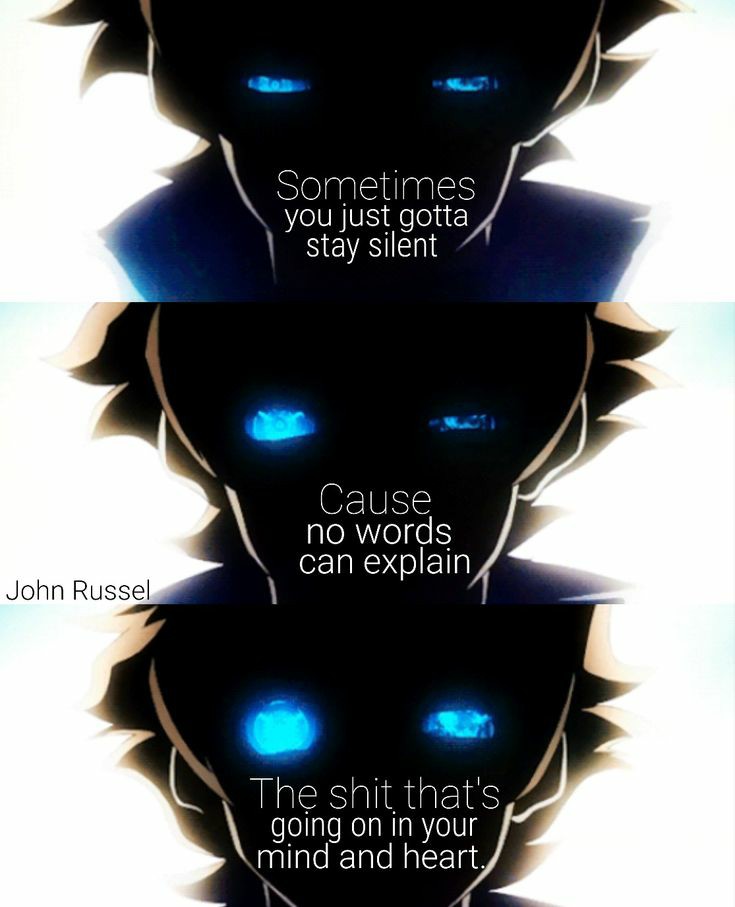 Sometimes
you just gotta
stay silent
Cause
no words
can explain
John Russel
The shit that's
going on in your
mind and heart.